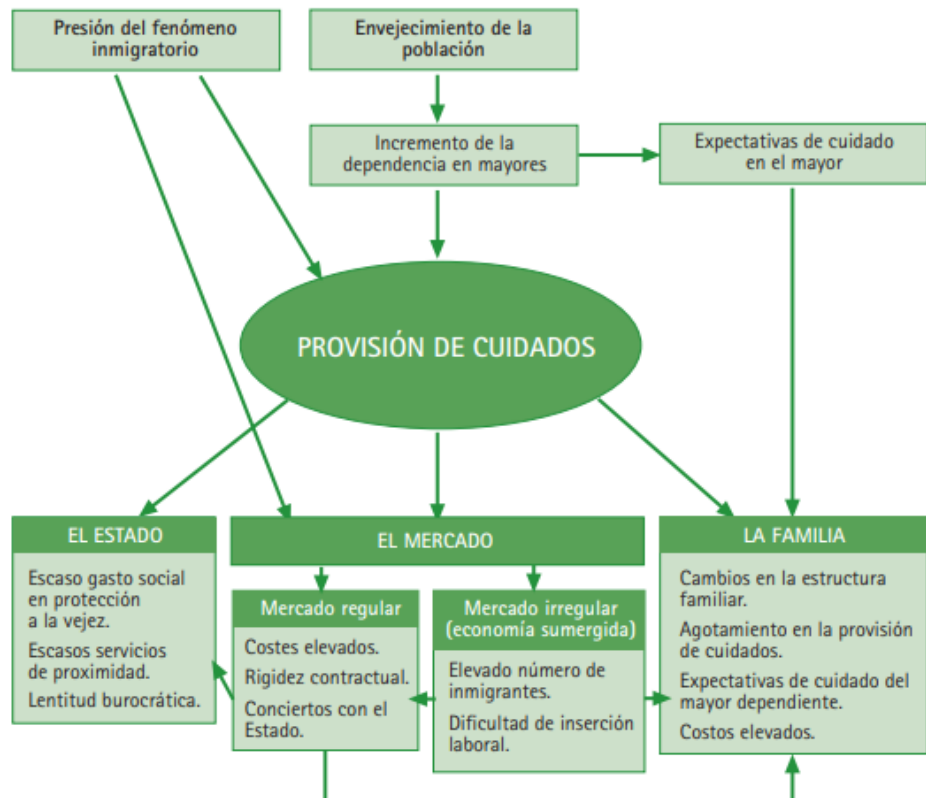 Presión del fenómeno
inmigratorio
Envejecimiento de la
población
Incremento de la
dependencia en mayores
Expectativas de cuidado
en el mayor
PROVISIÓN DE CUIDADOS
EL ESTADO
Escaso gasto social
en protección
a la vejez.
Escasos servicios
de proximidad.
Lentitud burocrática.
EL MERCADO
Mercado regular
Costes elevados.
Rigidez contractual.
Conciertos con el
Estado.
Mercado irregular
(economía sumergida)
Elevado número de
inmigrantes.
Dificultad de inserción
laboral.
LA FAMILIA
Cambios en la estructura
familiar.
Agotamiento en la provisión
de cuidados.
Expectativas de cuidado del
mayor dependiente.
Costos elevados.